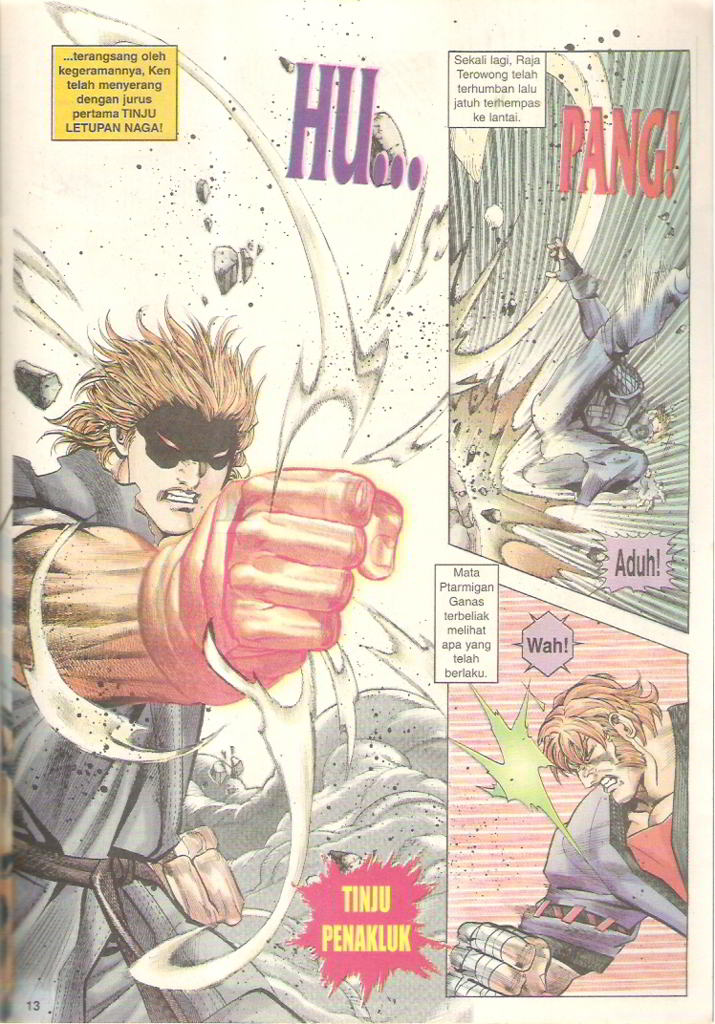 ...terangsang oleh
kegeramannya, Ken
telah menyerang
dengan jurus
pertama TINJU
LETUPAN NAGA!
HU...
Sekali lagi, Raja
Terowong telah
terhumban lalu
jatuh terhempas
ke lantai.
PANG!
Aduh!
Mata
Ptarmigan
Ganas
terbeliak
melihat
apa yang
telah
berlaku.
Wah!
TINJU
PENAKLUK
13